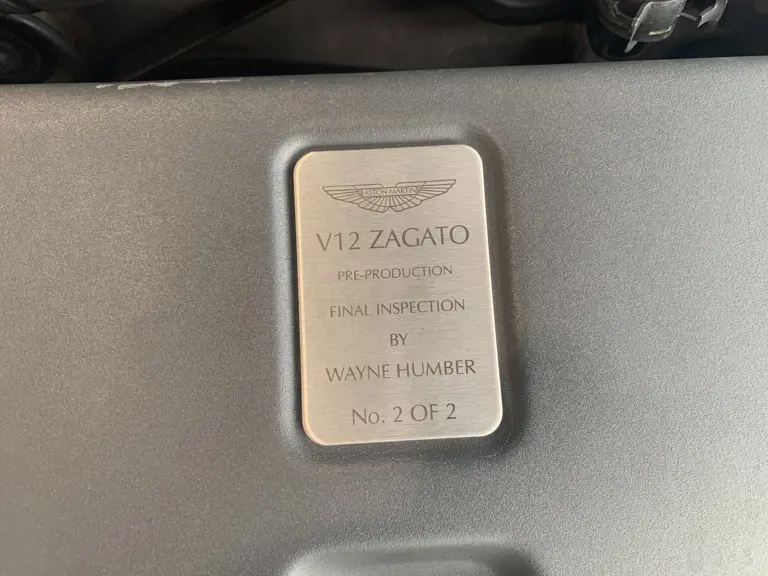 ASTON MARTIN
V12 ZAGATO
PRE-PRODUCTION
FINAL INSPECTION
BY
WAYNE HUMBER
No. 2 OF 2